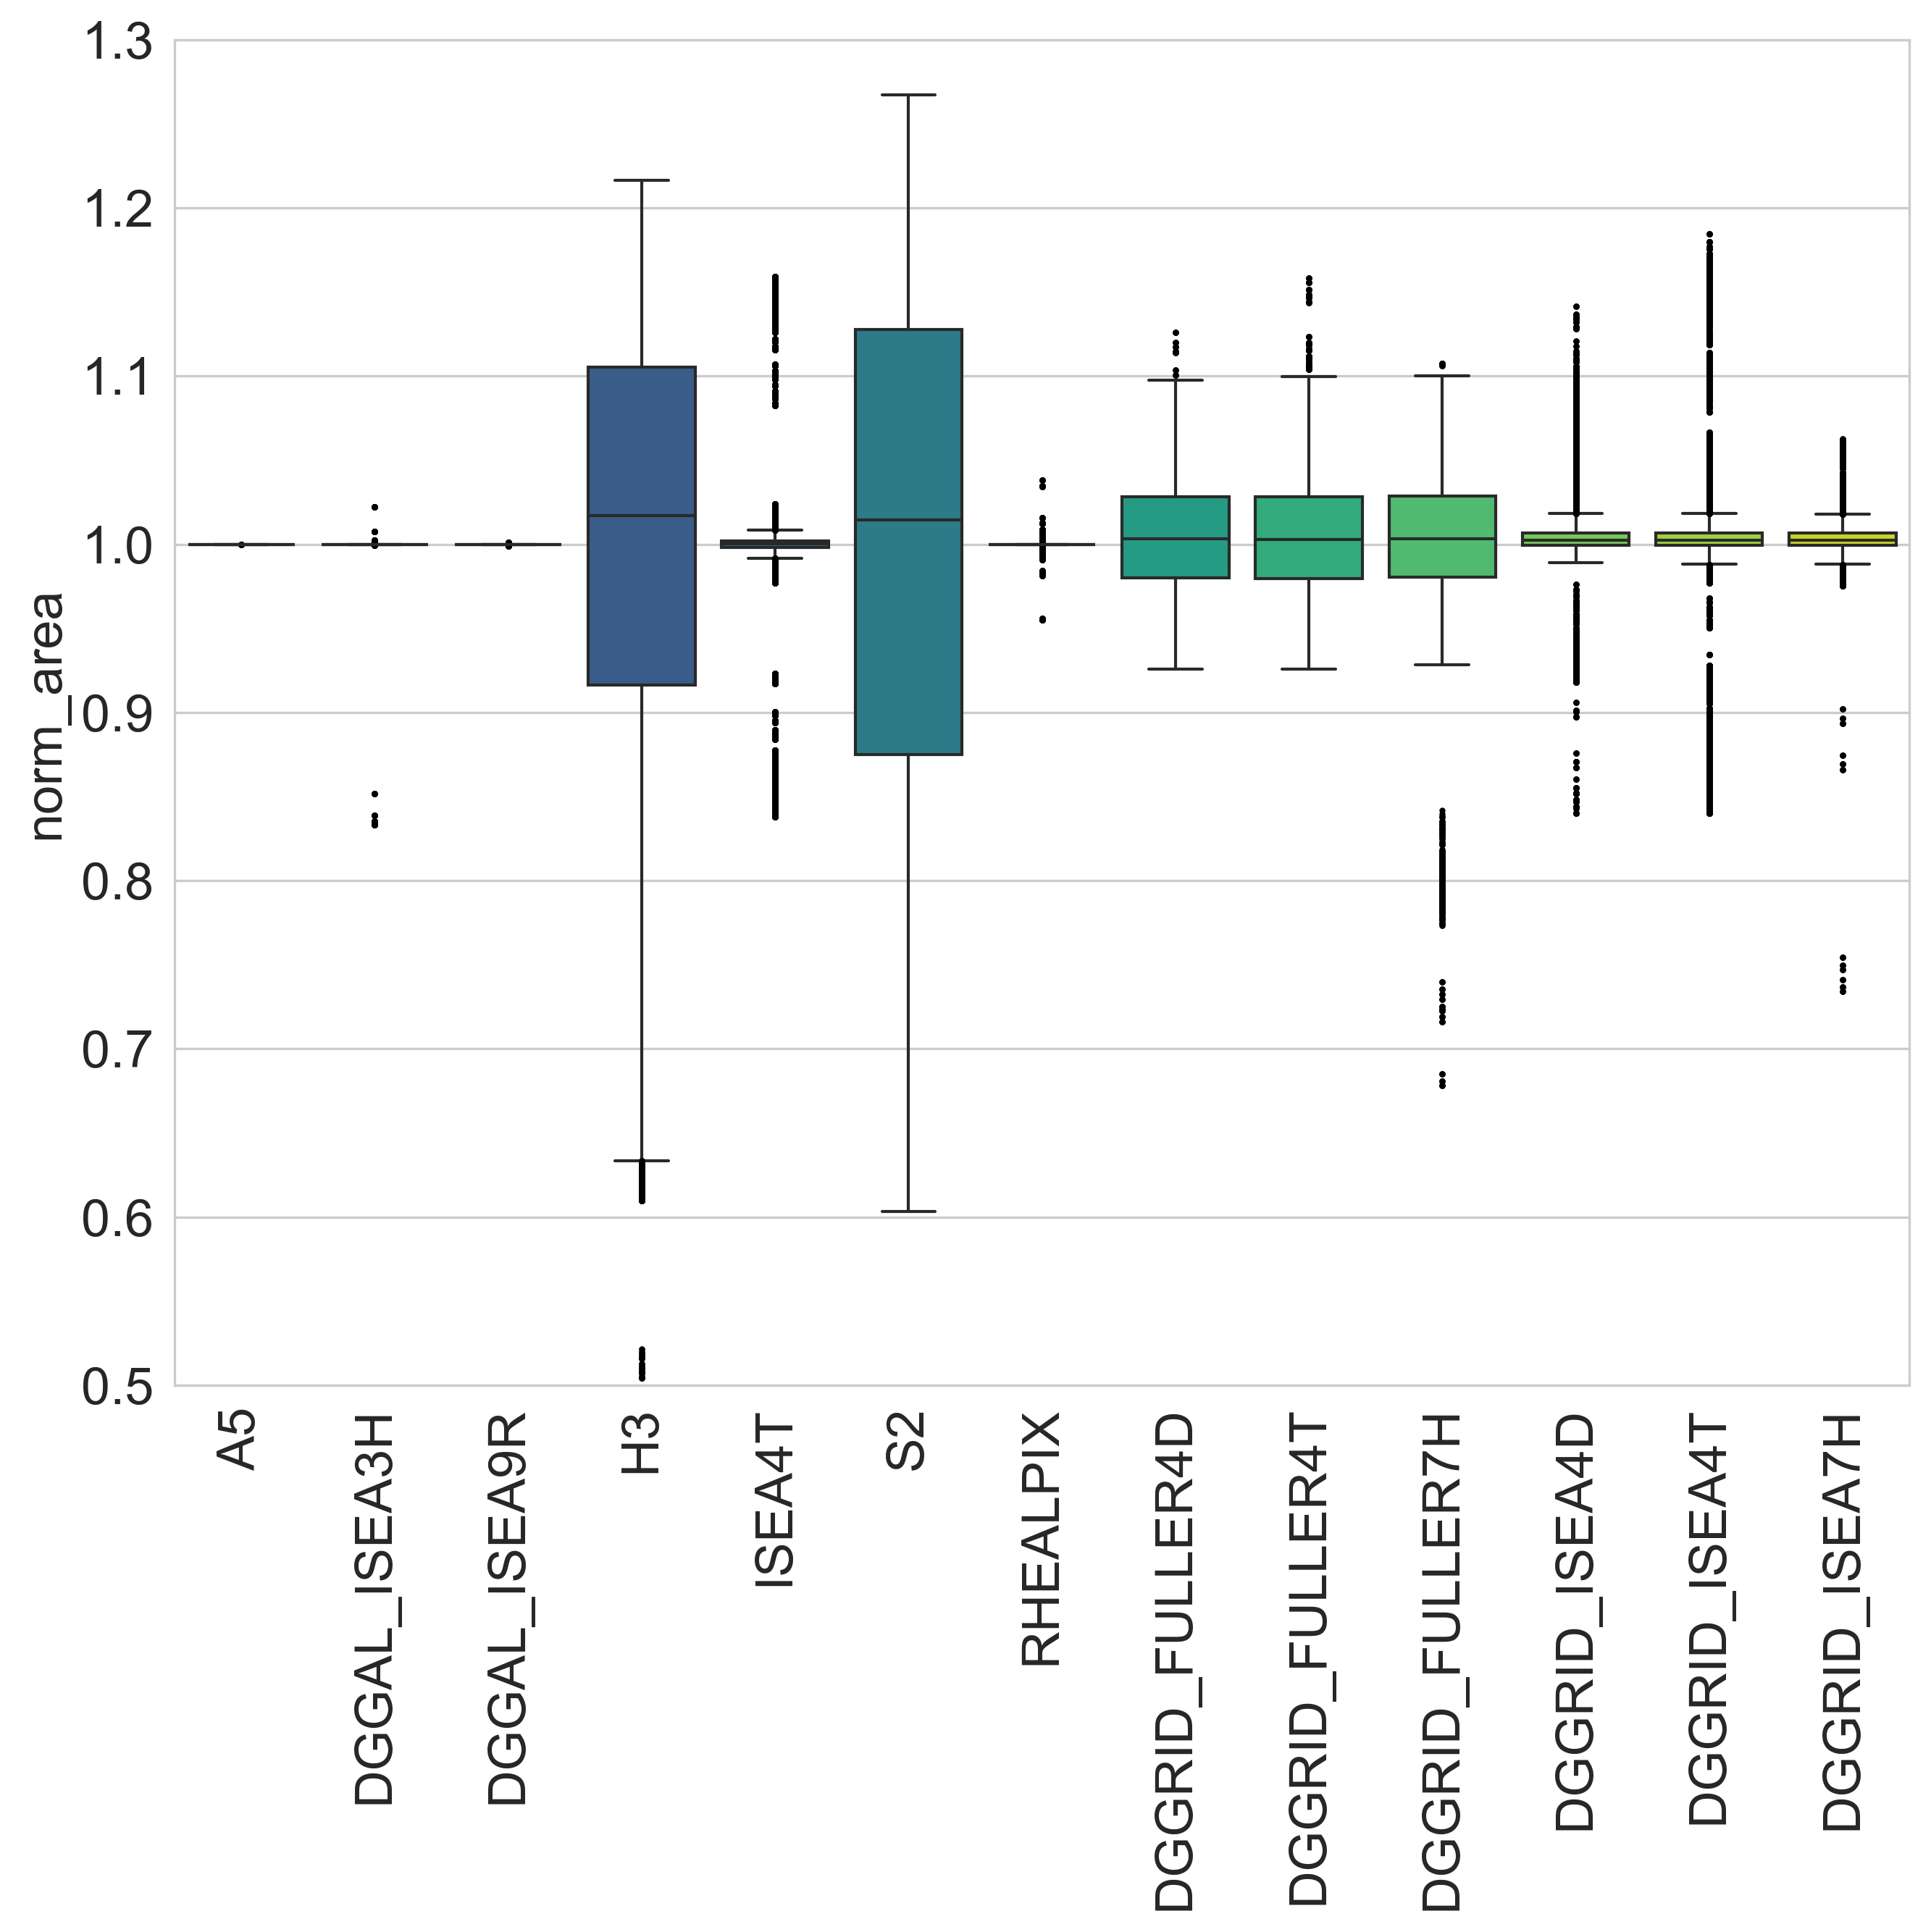 norm_area
1.3
1.2
1.1
1.0
0.9
0.8
0.7
0.6
0.5
A5
DGGAL_ISEA3H
DGGAL_ISEA9R
H3
ISEA4T
S2
RHEALPIX
DGGRID_FULLER4D
DGGRID_FULLER4T
DGGRID_FULLER7H
DGGRID_ISEA4D
DGGRID_ISEA4T
DGGRID_ISEA7H